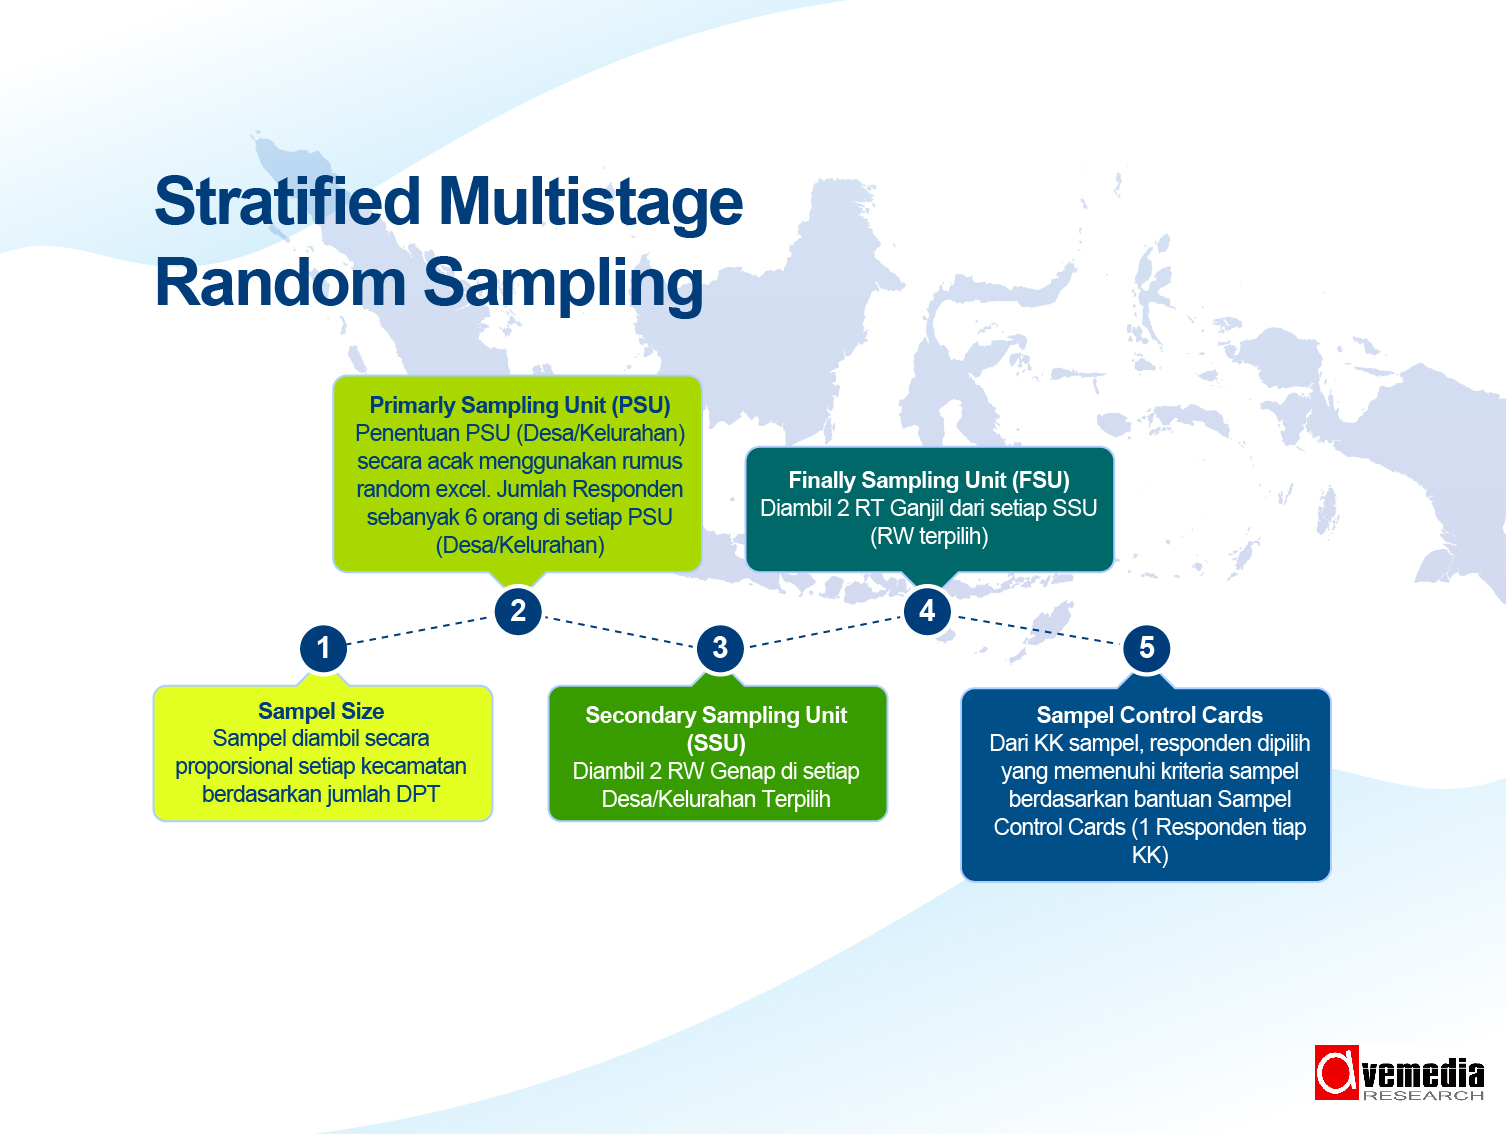 Stratified Multistage
Random Sampling
Primarly Sampling Unit (PSU)
Penentuan PSU (Desa/Kelurahan)
secara acak menggunakan rumus
random excel. Jumlah Responden
sebanyak 6 orang di setiap PSU
(Desa/Kelurahan)
Finally Sampling Unit (FSU)
Diambil 2 RT Ganjil dari setiap SSU
(RW terpilih)
2
4
1
3
5
Sampel Size
Sampel diambil secara
proporsional setiap kecamatan
berdasarkan jumlah DPT
Secondary Sampling Unit
(SSU)
Diambil 2 RW Genap di setiap
Desa/Kelurahan Terpilih
Sampel Control Cards
Dari KK sampel, responden dipilih
yang memenuhi kriteria sampel
berdasarkan bantuan Sampel
Control Cards (1 Responden tiap
KK)
avemedia
RESEARCH